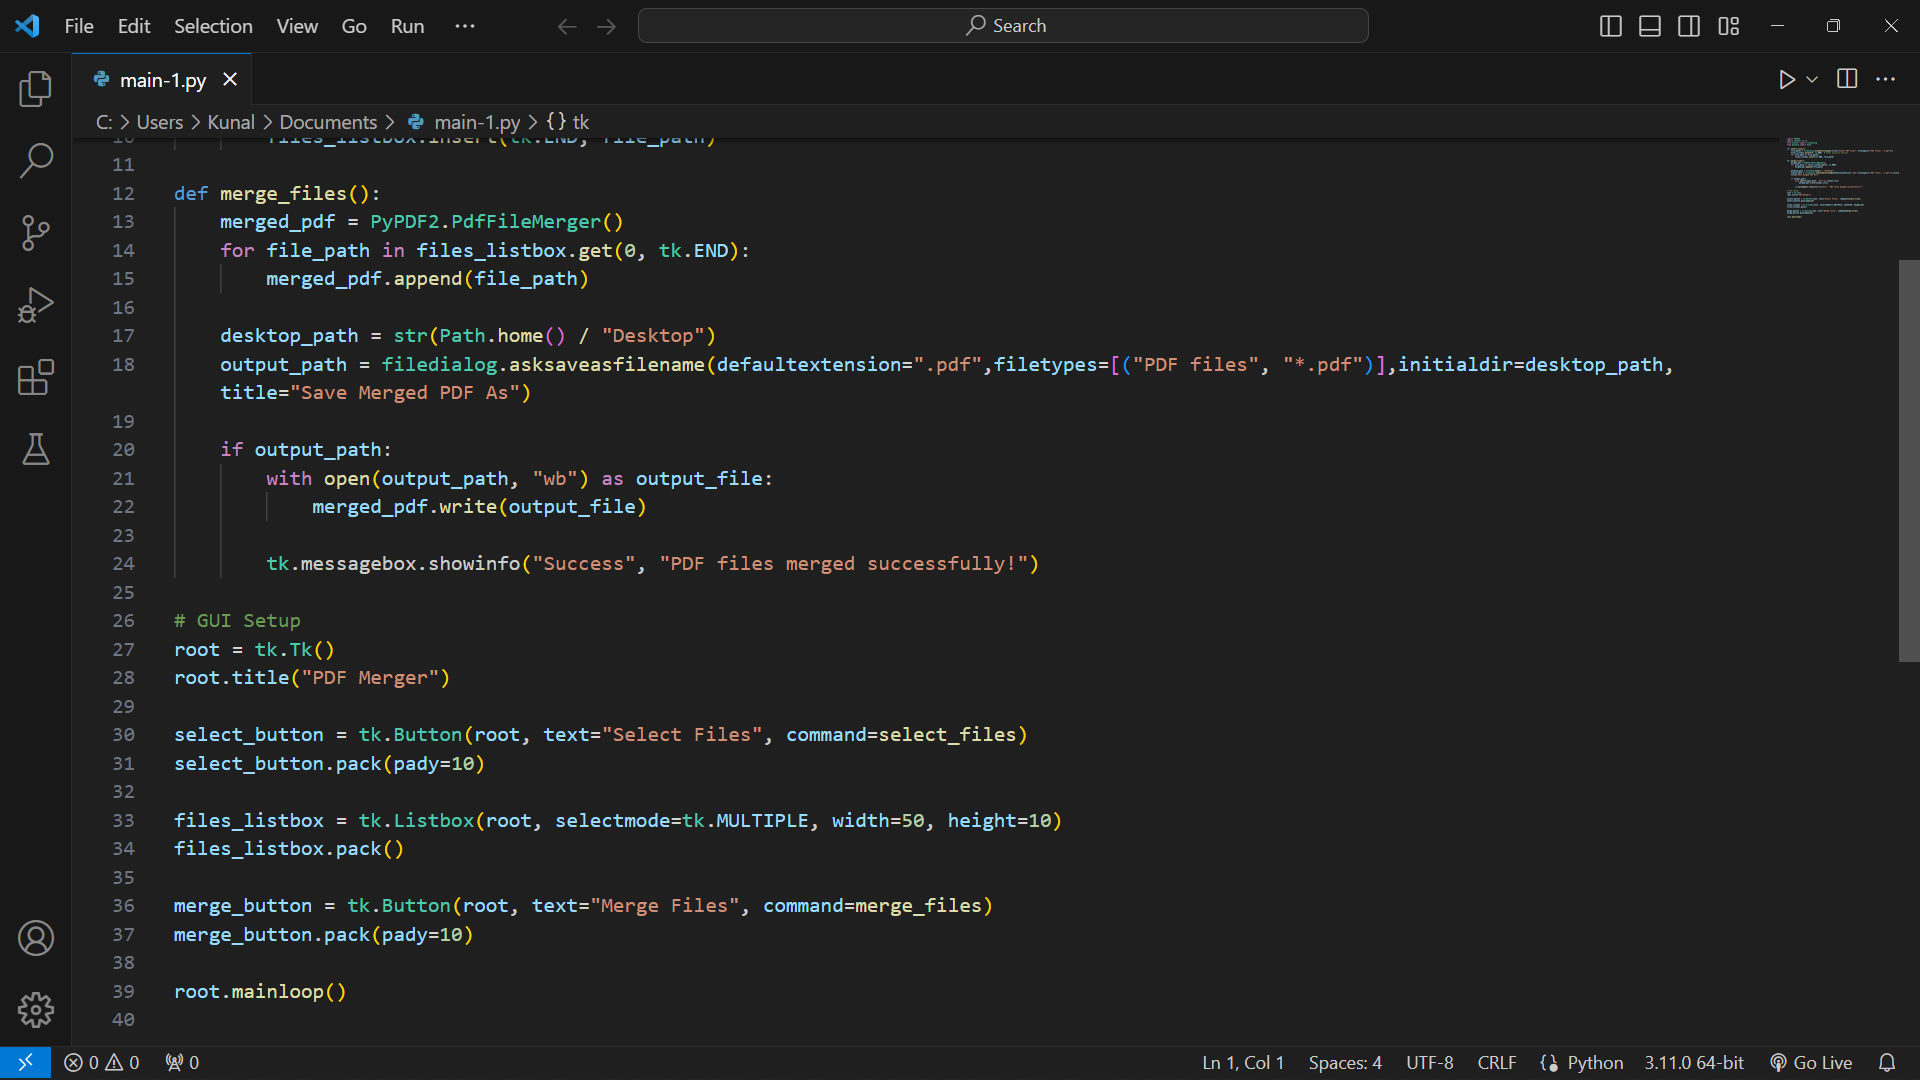 File Edit Selection View Go Run ··· Search
main-1.py
C: > Users > Kunal > Documents > main-1.py > {} tk
10 files_listbox.insert(tk.END, file_path)
11
12 def merge_files():
13 merged_pdf = PyPDF2.PdfFileMerger()
14 for file_path in files_listbox.get(0, tk.END):
15 merged_pdf.append(file_path)
16
17 desktop_path = str(Path.home() / "Desktop")
18 output_path = filedialog.asksaveasfilename(defaultextension=".pdf",filetypes=[("PDF files", "*.pdf")],initialdir=desktop_path,
title="Save Merged PDF As")
19
20 if output_path:
21 with open(output_path, "wb") as output_file:
22 merged_pdf.write(output_file)
23
24 tk.messagebox.showinfo("Success", "PDF files merged successfully!")
25
26 # GUI Setup
27 root = tk.Tk()
28 root.title("PDF Merger")
29
30 select_button = tk.Button(root, text="Select Files", command=select_files)
31 select_button.pack(pady=10)
32
33 files_listbox = tk.Listbox(root, selectmode=tk.MULTIPLE, width=50, height=10)
34 files_listbox.pack()
35
36 merge_button = tk.Button(root, text="Merge Files", command=merge_files)
37 merge_button.pack(pady=10)
38
39 root.mainloop()
40
0 0 0 Ln 1, Col 1 Spaces: 4 UTF-8 CRLF {} Python 3.11.0 64-bit Go Live